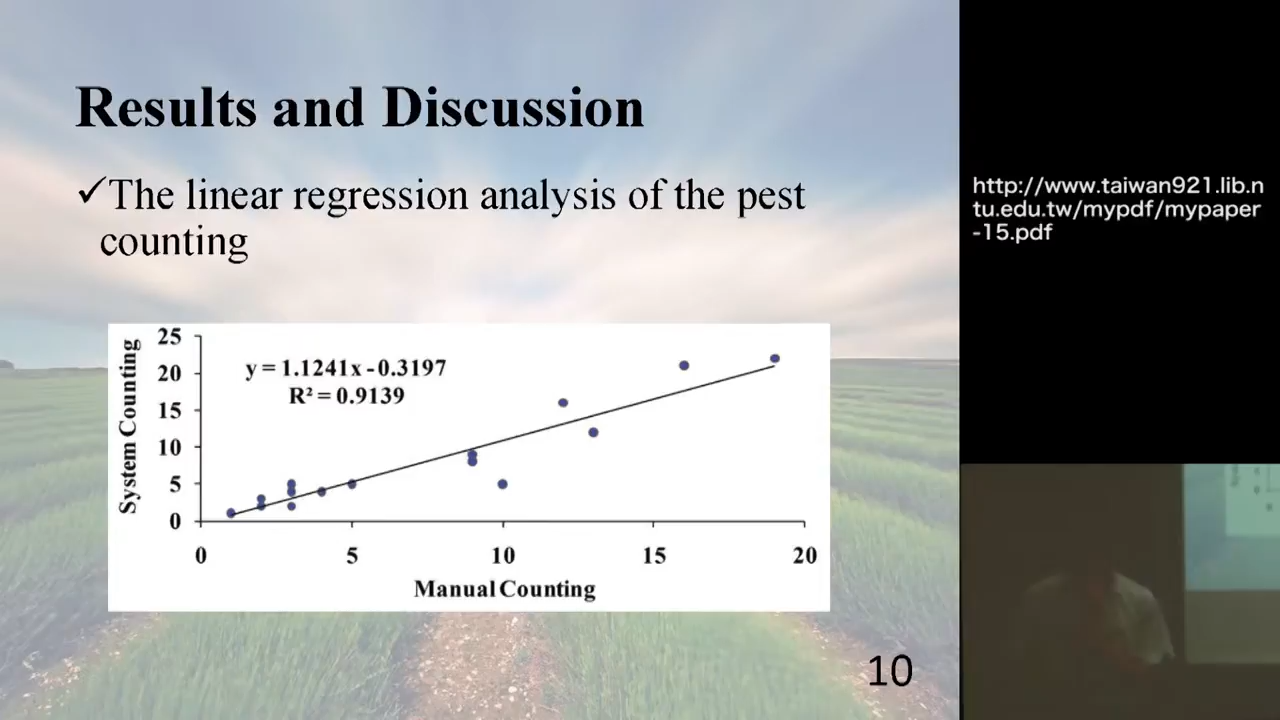 Results and Discussion
✓The linear regression analysis of the pest
counting
http://www.taiwan921.lib.n
tu.edu.tw/mypdf/mypaper
-15.pdf
System Counting
25
20
15
10
5
0
y = 1.1241x - 0.3197
R² = 0.9139
0 5 10 15 20
Manual Counting
10